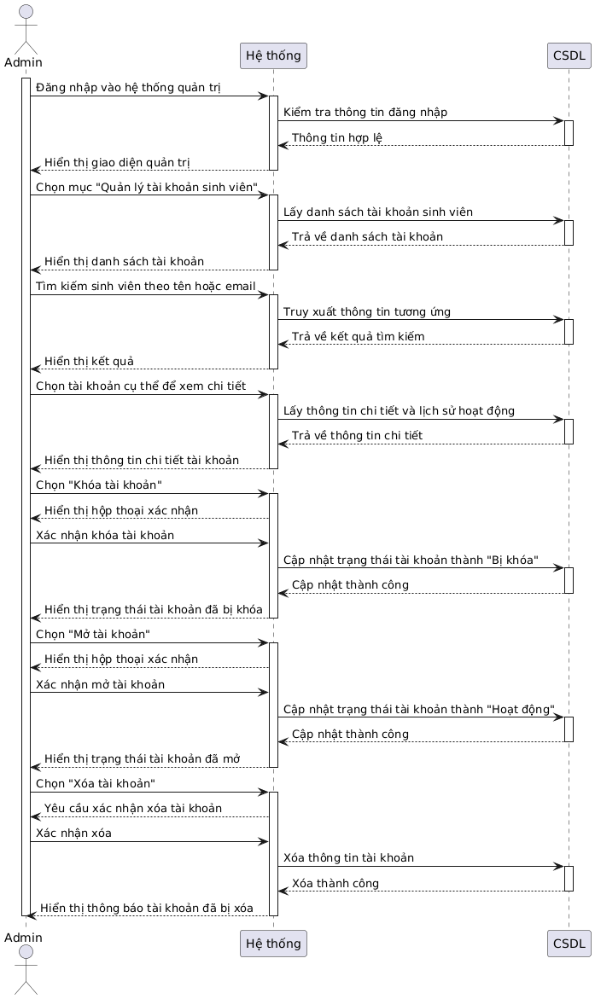 Admin
Hệ thống
CSDL
Đăng nhập vào hệ thống quản trị
Kiểm tra thông tin đăng nhập
Thông tin hợp lệ
Hiển thị giao diện quản trị
Chọn mục "Quản lý tài khoản sinh viên"
Lấy danh sách tài khoản sinh viên
Trả về danh sách tài khoản
Hiển thị danh sách tài khoản
Tìm kiếm sinh viên theo tên hoặc email
Truy xuất thông tin tương ứng
Trả về kết quả tìm kiếm
Hiển thị kết quả
Chọn tài khoản cụ thể để xem chi tiết
Lấy thông tin chi tiết và lịch sử hoạt động
Trả về thông tin chi tiết
Hiển thị thông tin chi tiết tài khoản
Chọn "Khóa tài khoản"
Hiển thị hộp thoại xác nhận
Xác nhận khóa tài khoản
Cập nhật trạng thái tài khoản thành "Bị khóa"
Cập nhật thành công
Hiển thị trạng thái tài khoản đã bị khóa
Chọn "Mở tài khoản"
Hiển thị hộp thoại xác nhận
Xác nhận mở tài khoản
Cập nhật trạng thái tài khoản thành "Hoạt động"
Cập nhật thành công
Hiển thị trạng thái tài khoản đã mở
Chọn "Xóa tài khoản"
Yêu cầu xác nhận xóa tài khoản
Xác nhận xóa
Xóa thông tin tài khoản
Xóa thành công
Hiển thị thông báo tài khoản đã bị xóa
Admin
Hệ thống
CSDL